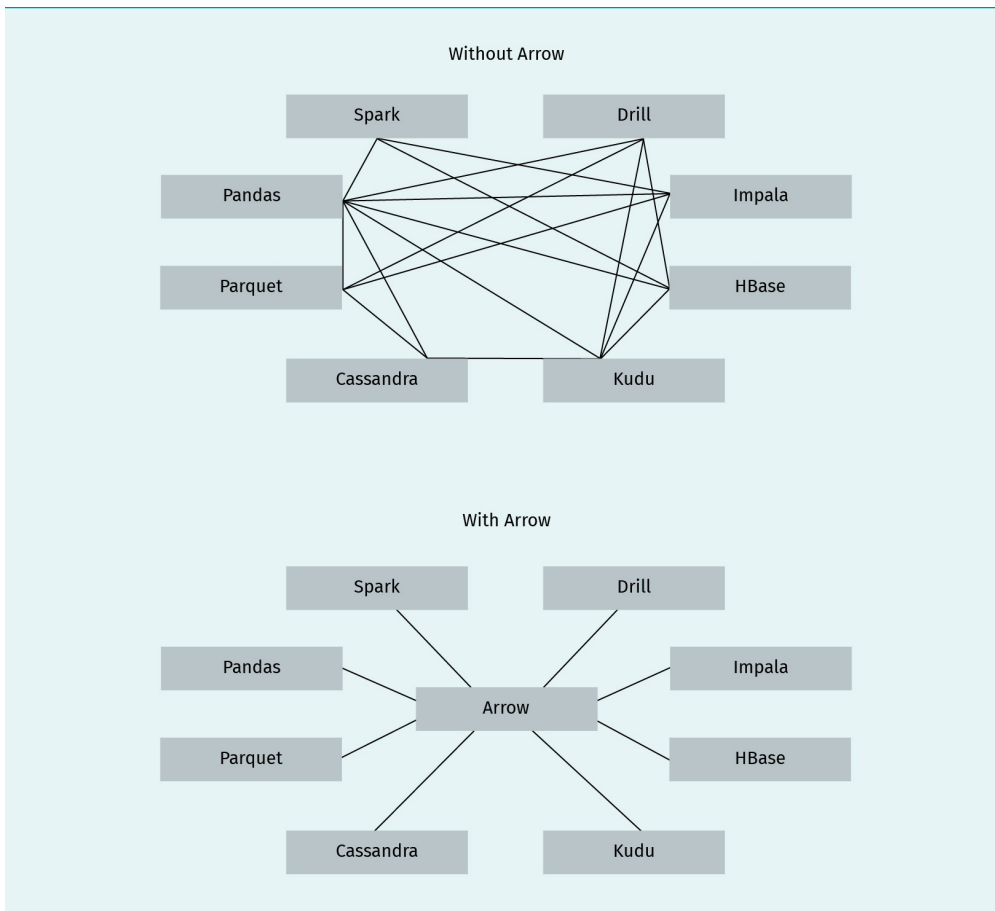 Without Arrow
Spark
Drill
Pandas
Impala
Parquet
HBase
Cassandra
Kudu
With Arrow
Spark
Drill
Pandas
Impala
Arrow
Parquet
HBase
Cassandra
Kudu